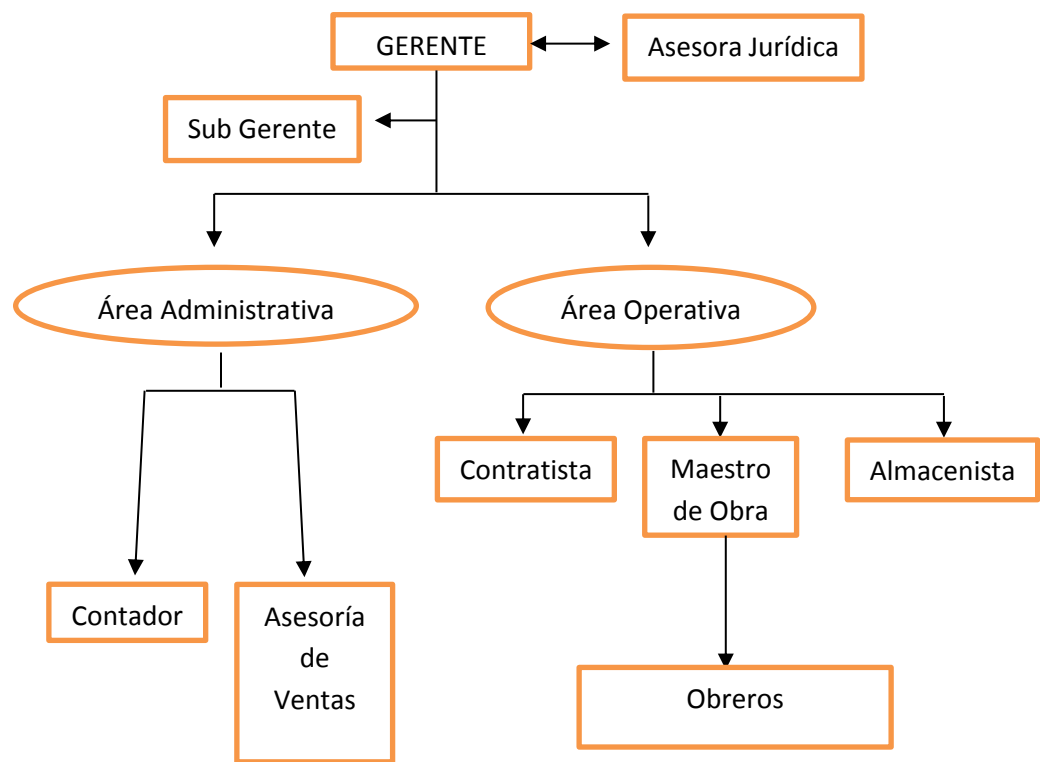 GERENTE
Asesora Jurídica
Sub Gerente
Área Administrativa
Área Operativa
Contratista
Maestro
de Obra
Almacenista
Contador
Asesoría
de
Ventas
Obreros